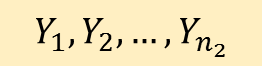 Y₁, Y₂, …, Yₙ₂